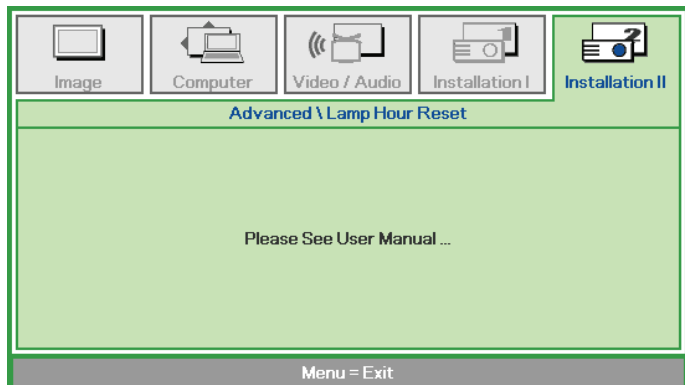 Image
Computer
Video / Audio
Installation I
Installation II
Advanced \ Lamp Hour Reset
Please See User Manual ...
Menu = Exit